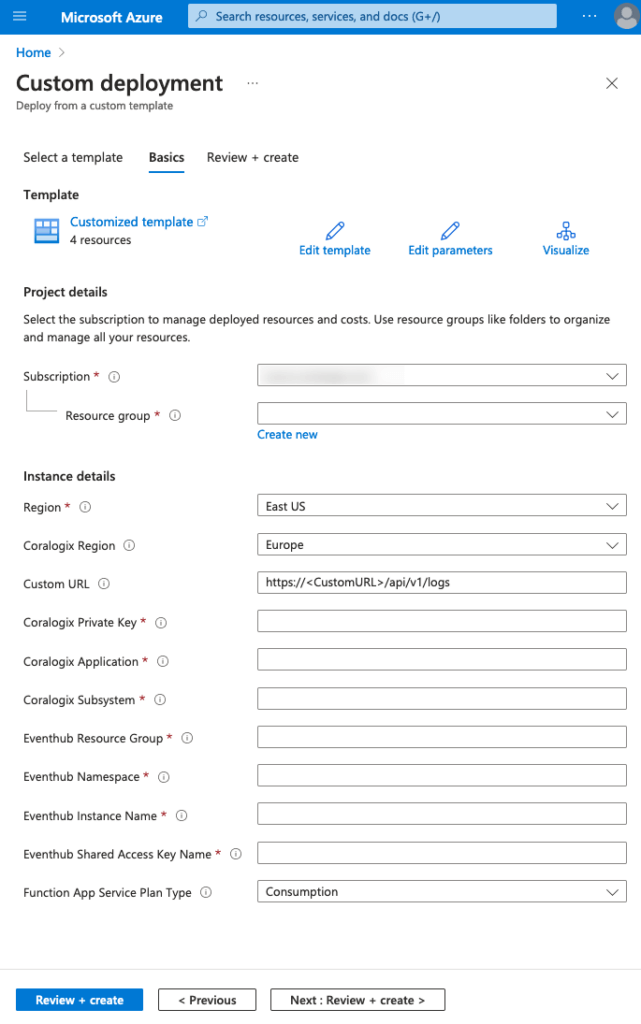 Microsoft Azure
Search resources, services, and docs (G+/)
Home
Custom deployment
Deploy from a custom template
Select a template
Basics
Review + create
Template
Customized template
4 resources
Edit template
Edit parameters
Visualize
Project details
Select the subscription to manage deployed resources and costs. Use resource groups like folders to organize
and manage all your resources.
Subscription *
Resource group *
Create new
Instance details
Region * East US
Coralogix Region Europe
Custom URL https://<CustomURL>/api/v1/logs
Coralogix Private Key *
Coralogix Application *
Coralogix Subsystem *
Eventhub Resource Group *
Eventhub Namespace *
Eventhub Instance Name *
Eventhub Shared Access Key Name *
Function App Service Plan Type Consumption
Review + create
< Previous
Next : Review + create >